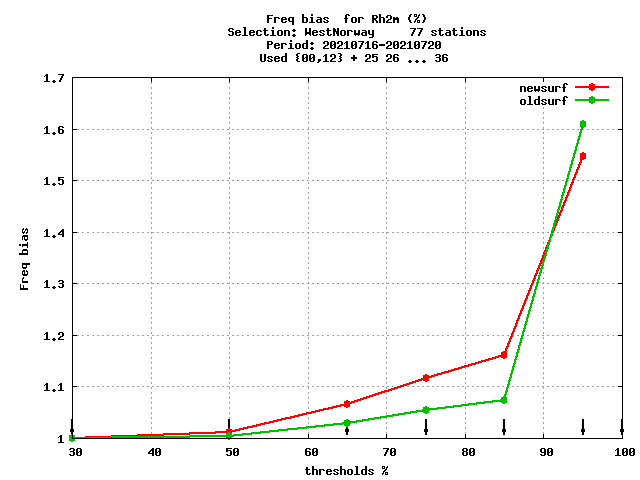 Freq bias  for Rh2m (%)
Selection: WestNorway     77 stations
Period: 20210716-20210720
Used {00,12} + 25 26 ... 36
newsurf
oldsurf
1.7
1.6
1.5
1.4
1.3
1.2
1.1
1
Freq bias
30 40 50 60 70 80 90 100
thresholds %